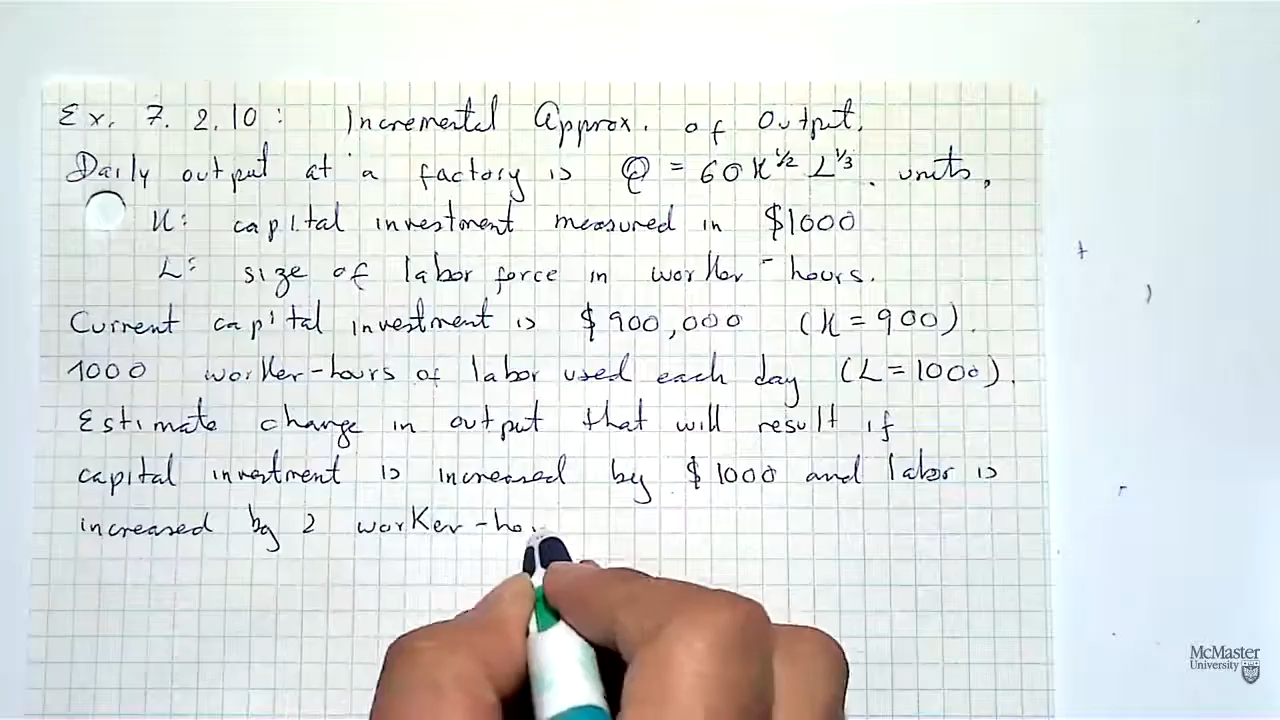 Ex. 7.2.10: Incremental Approx. of Output.
Daily output at a factory is Q = 60K^1/2 L^1/3. units.
K: capital investment measured in $1000
L: size of labor force in worker-hours.
Current capital investment is $900,000 (K=900).
1000 worker-hours of labor used each day (L=1000).
Estimate change in output that will result if
capital investment is increased by $1000 and labor is
increased by 2 worker-ho
McMaster
University